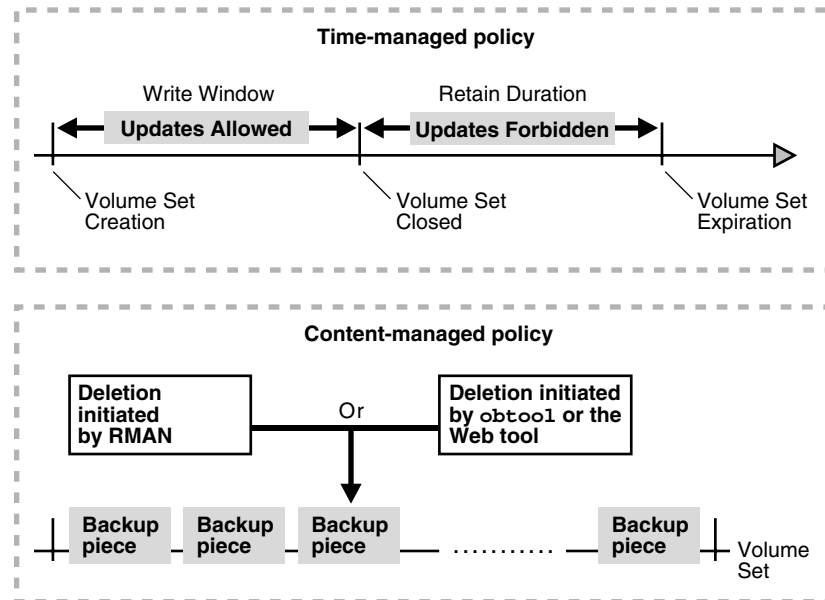 Time-managed policy
Write Window
Retain Duration
Updates Allowed
Updates Forbidden
Volume Set
Creation
Volume Set
Closed
Volume Set
Expiration
Content-managed policy
Deletion
initiated
by RMAN
Or
Deletion initiated
by obtool or the
Web tool
Backup
piece
Backup
piece
Backup
piece
...........
Backup
piece
Volume
Set